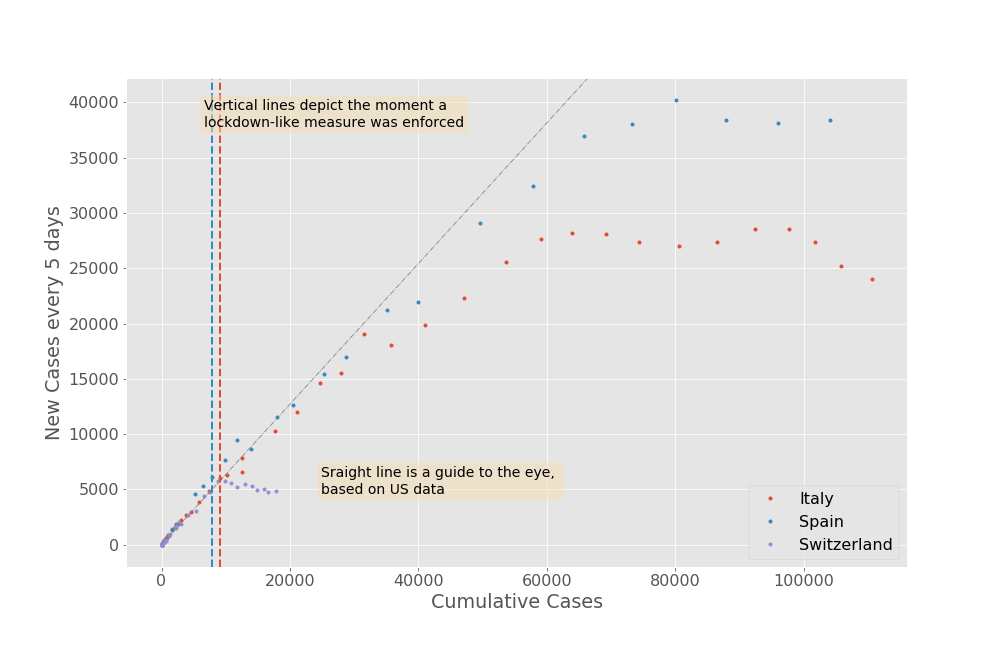 Vertical lines depict the moment a
lockdown-like measure was enforced
40000
35000
30000
25000
20000
15000
10000
5000
0
New Cases every 5 days
Sraight line is a guide to the eye,
based on US data
Italy
Spain
Switzerland
0
20000
40000
60000
80000
100000
Cumulative Cases